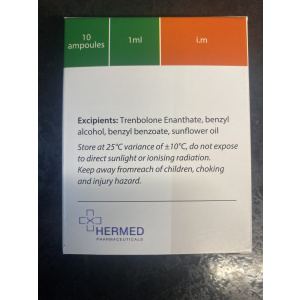 10 ampoules
1ml
i.m
Excipients: Trenbolone Enanthate, benzyl
alcohol, benzyl benzoate, sunflower oil
Store at 25°C variance of ±10°C, do not expose
to direct sunlight or ionising radiation.
Keep away fromreach of children, choking
and injury hazard.
HERMED
PHARMACEUTICALS